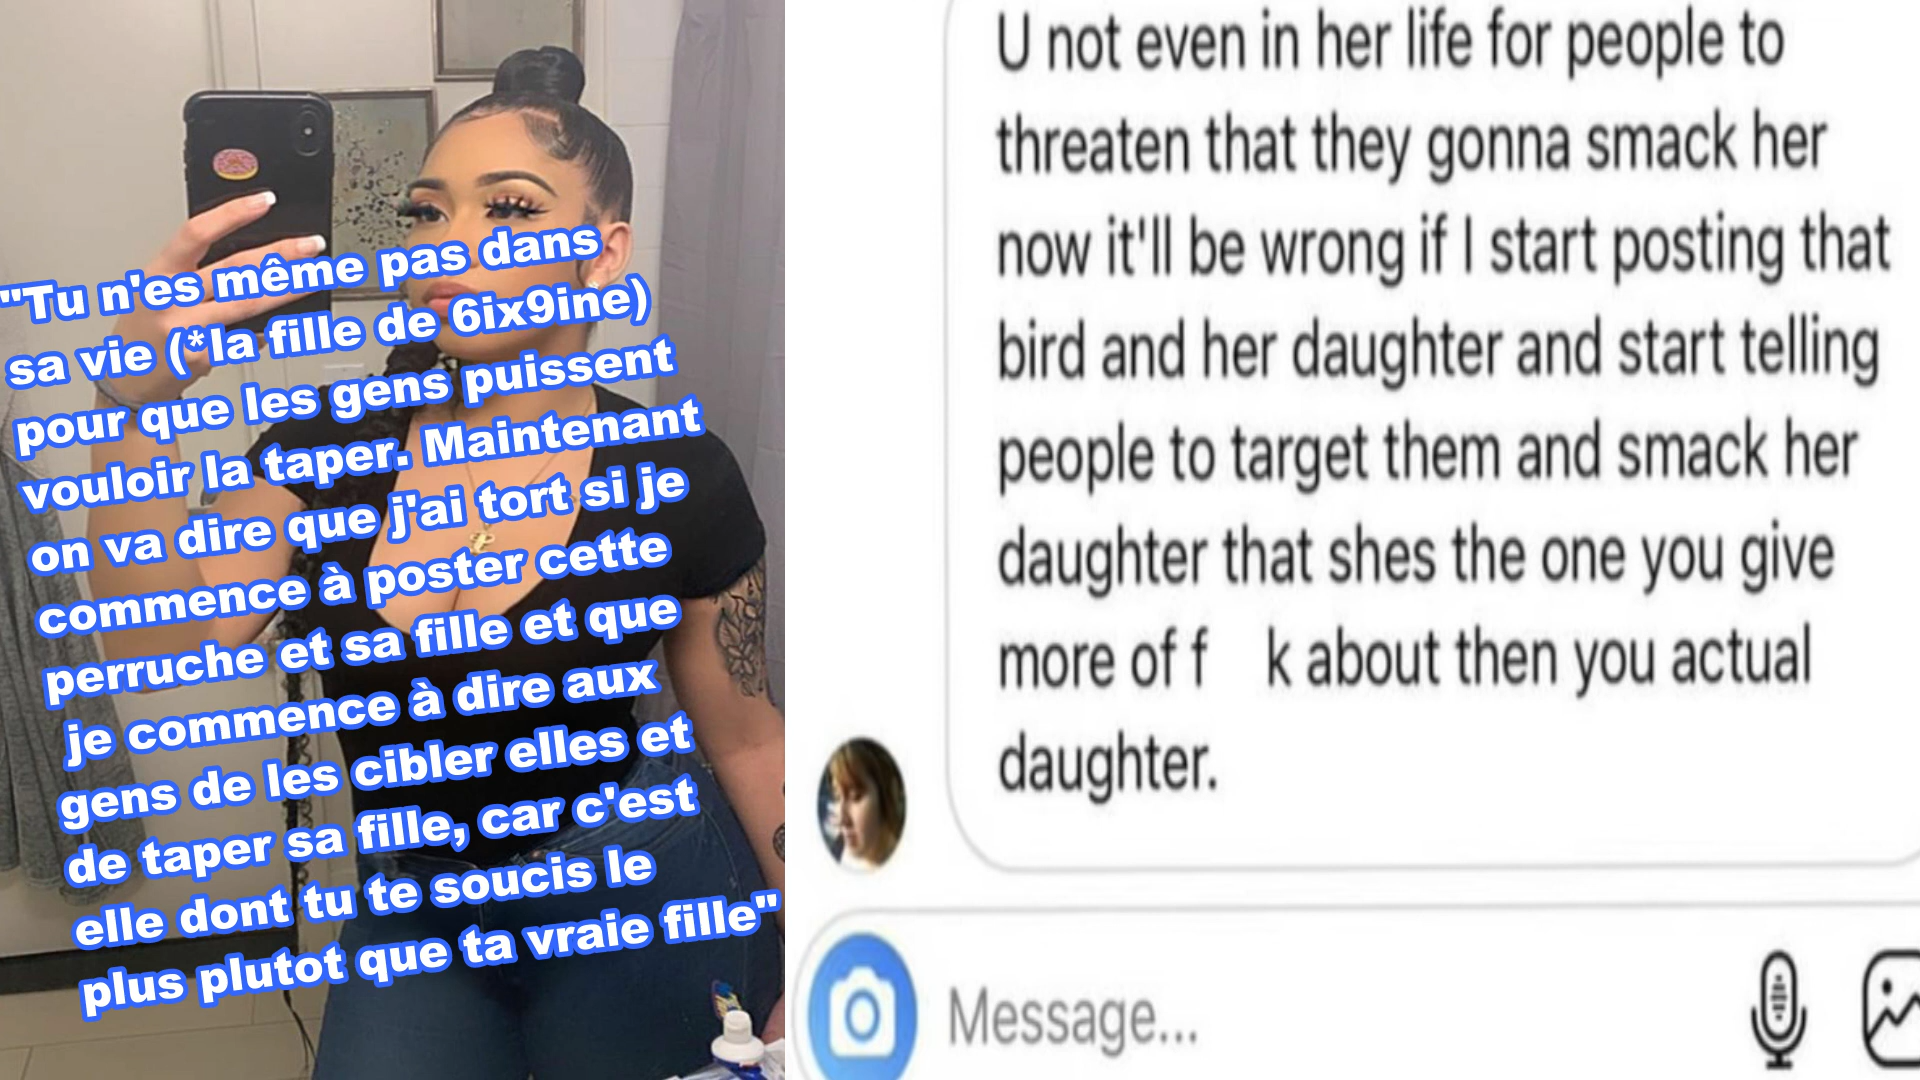 "Tu n'es même pas dans
sa vie (*la fille de 6ix9ine)
pour que les gens puissent
vouloir la taper. Maintenant
on va dire que j'ai tort si je
commence à poster cette
perruche et sa fille et que
je commence à dire aux
gens de les cibler elles et
de taper sa fille, car c'est
elle dont tu te soucis le
plus plutot que ta vraie fille"
U not even in her life for people to
threaten that they gonna smack her
now it'll be wrong if I start posting that
bird and her daughter and start telling
people to target them and smack her
daughter that shes the one you give
more of f k about then you actual
daughter.
Message...